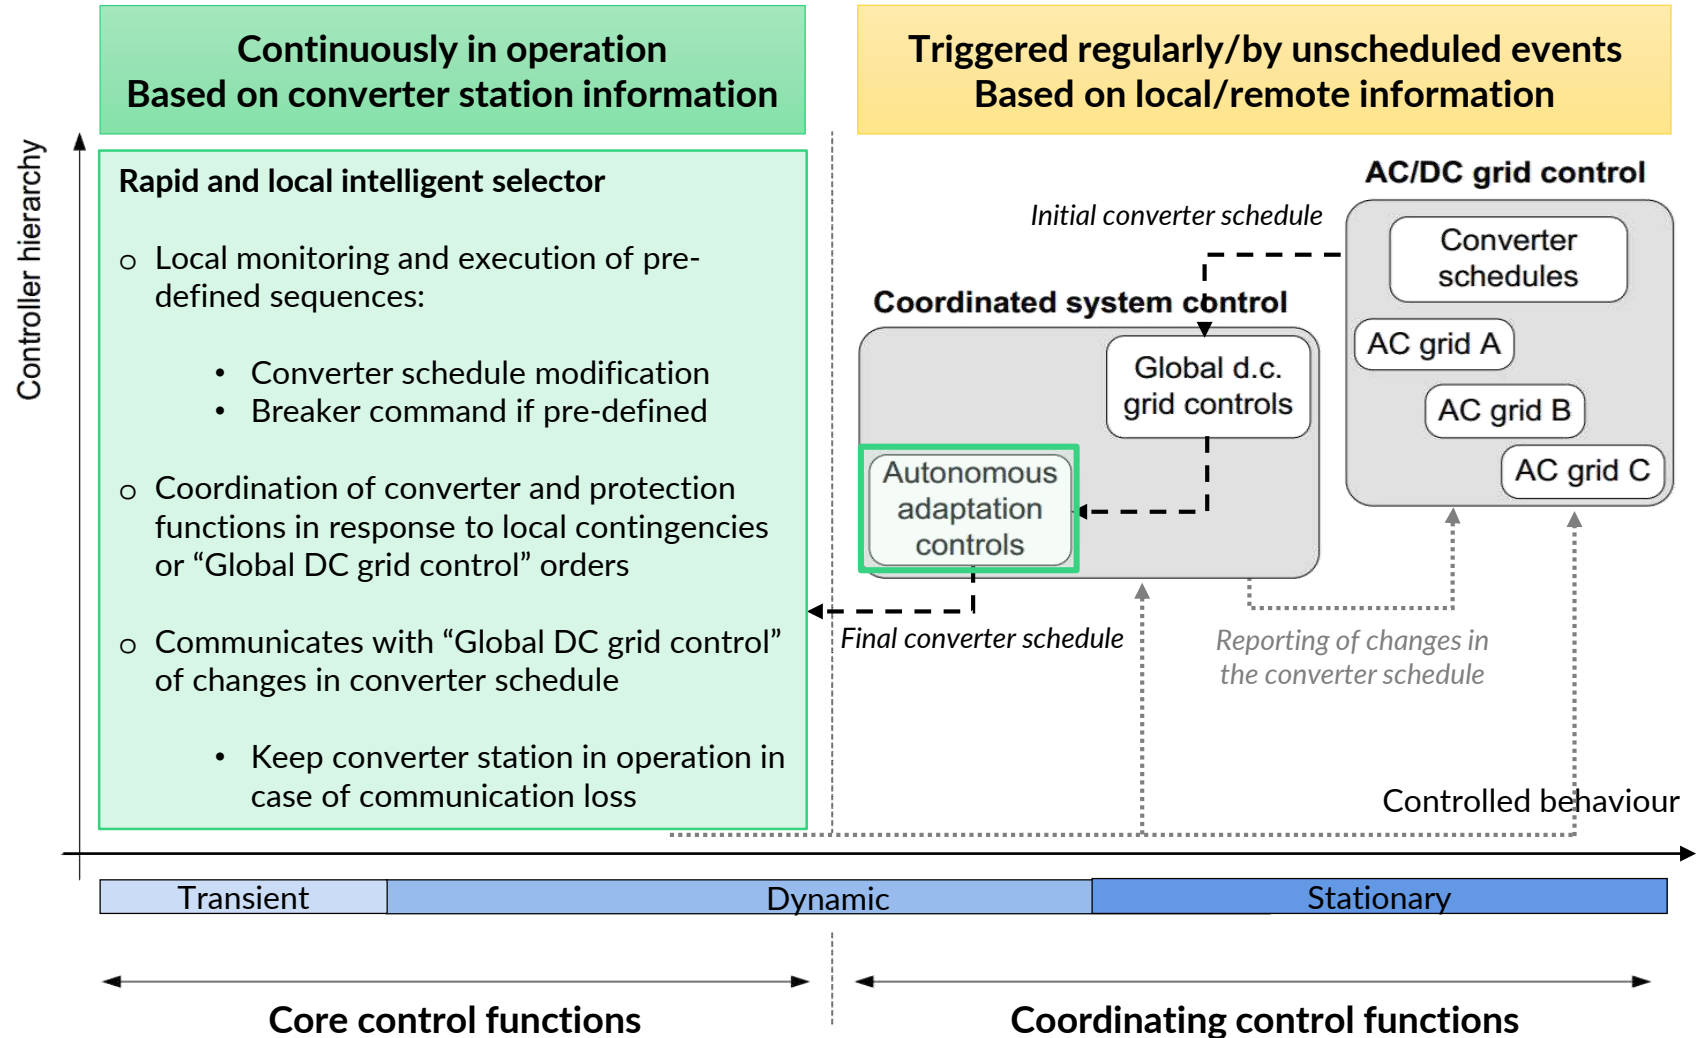 Continuously in operation
Based on converter station information
Triggered regularly/by unscheduled events
Based on local/remote information
Controller hierarchy
Rapid and local intelligent selector
o Local monitoring and execution of pre-
defined sequences:
• Converter schedule modification
• Breaker command if pre-defined
o Coordination of converter and protection
functions in response to local contingencies
or “Global DC grid control” orders
o Communicates with “Global DC grid control”
of changes in converter schedule
• Keep converter station in operation in
case of communication loss
AC/DC grid control
Initial converter schedule
Converter
schedules
AC grid A
AC grid B
AC grid C
Coordinated system control
Global d.c.
grid controls
Autonomous
adaptation
controls
Final converter schedule
Reporting of changes in
the converter schedule
Controlled behaviour
Transient
Dynamic
Stationary
Core control functions
Coordinating control functions